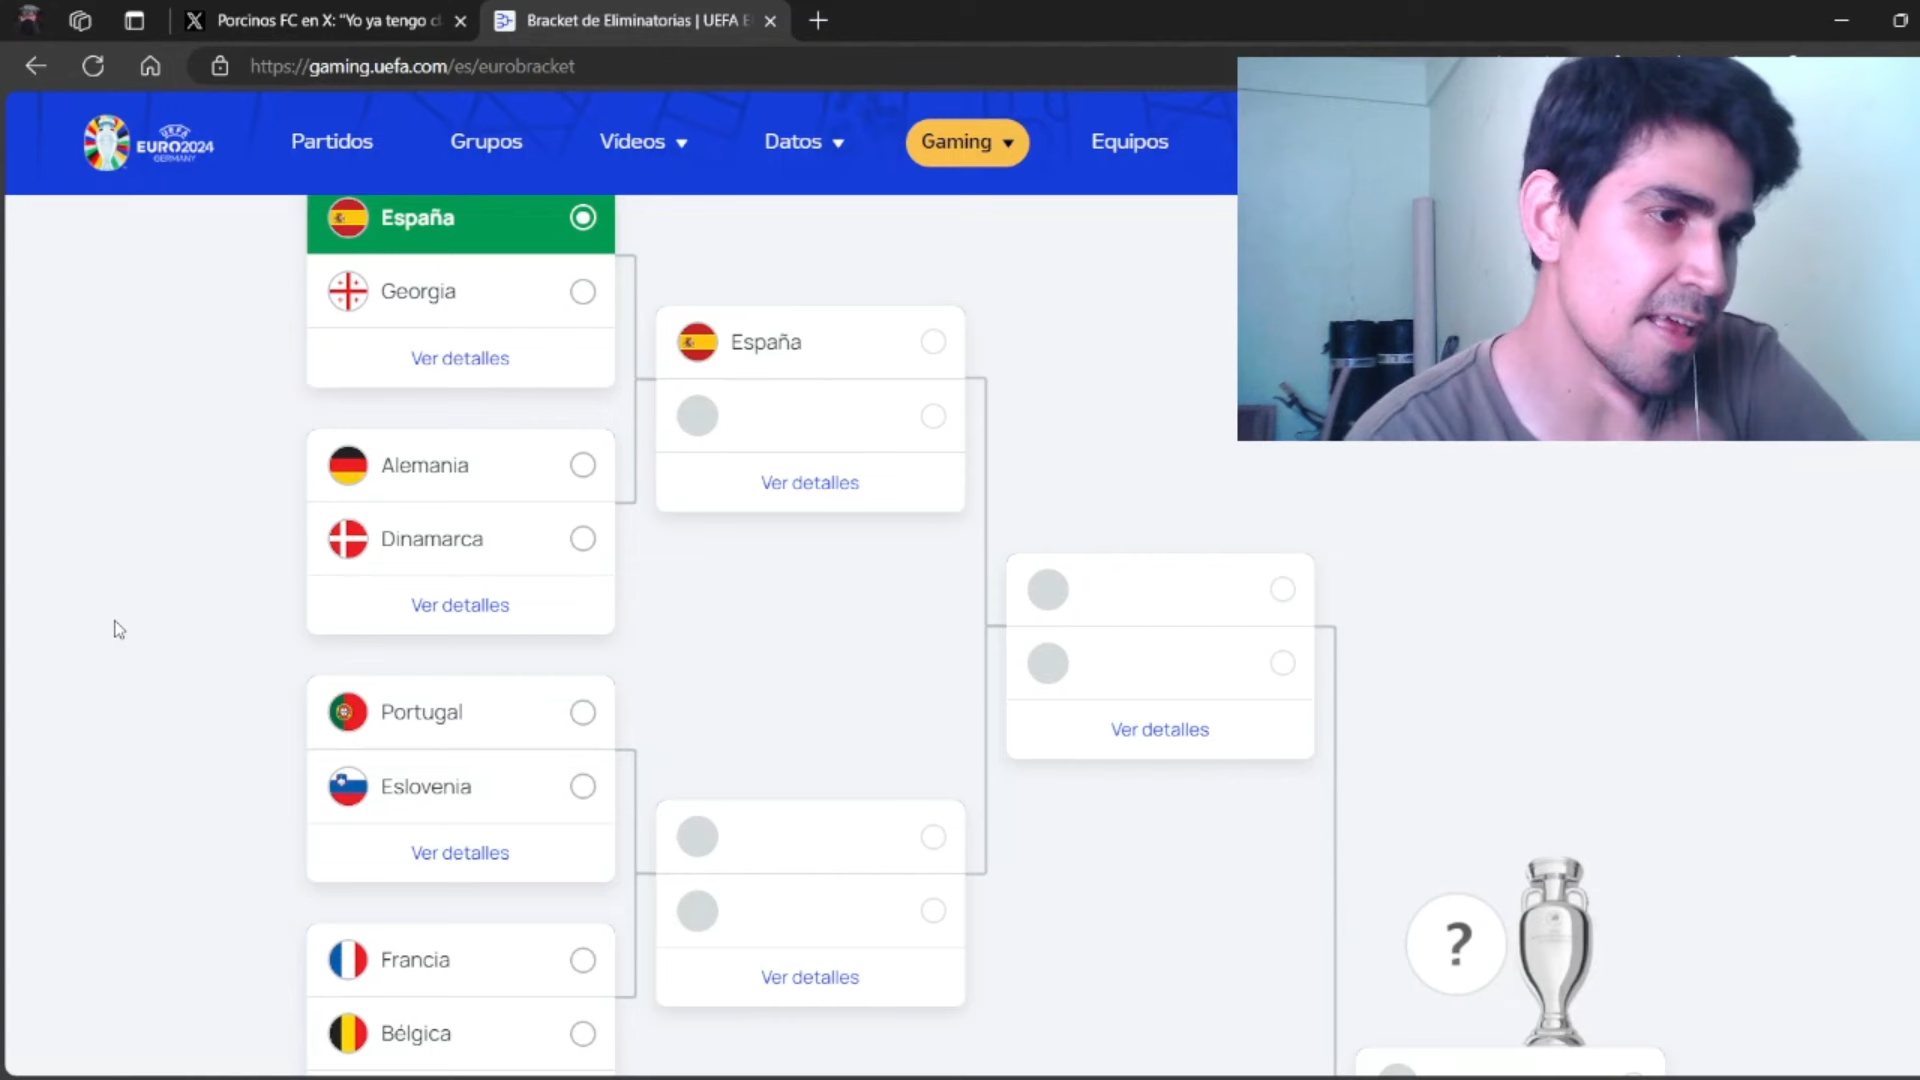 Porcinos FC en X: "Yo ya tengo c
Bracket de Eliminatorias | UEFA E
https://gaming.uefa.com/es/eurobracket
UEFA
EURO2024
GERMANY
Partidos
Grupos
Vídeos
Datos
Gaming
Equipos
España
Georgia
Ver detalles
España
Ver detalles
Alemania
Dinamarca
Ver detalles
Ver detalles
Portugal
Eslovenia
Ver detalles
Ver detalles
Francia
Bélgica
?